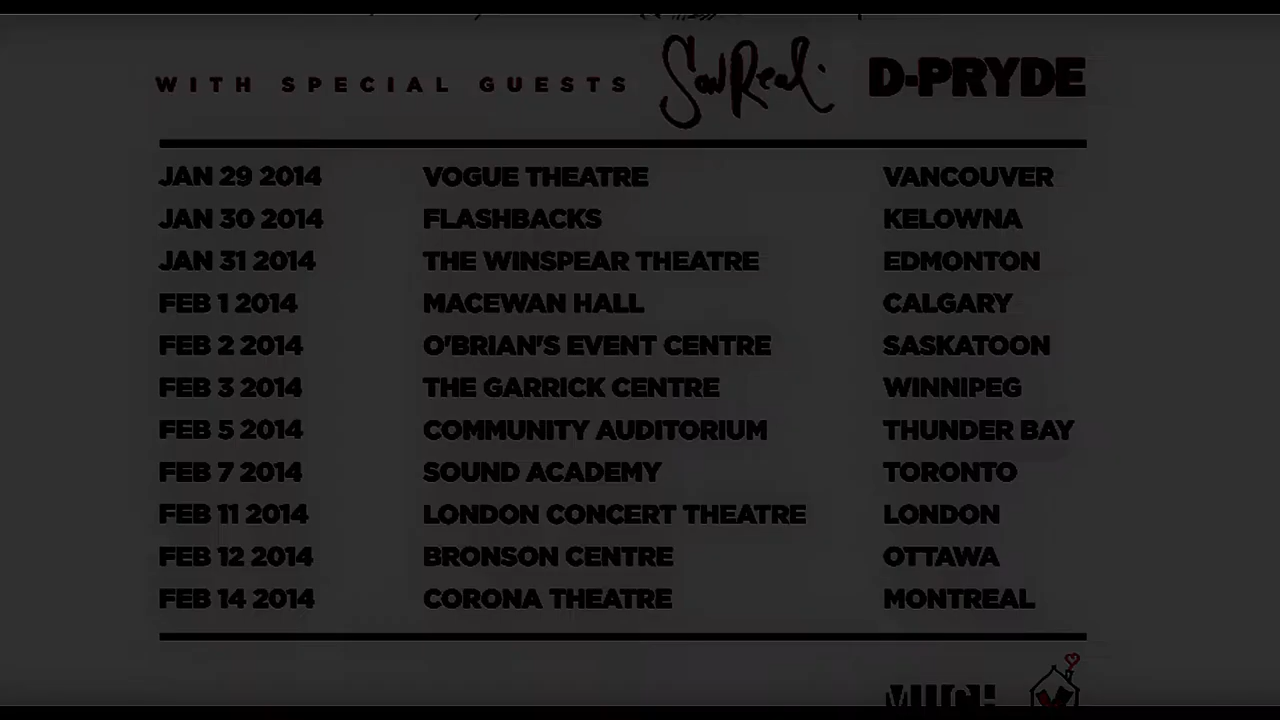 WITH SPECIAL GUESTS SonReal D-PRYDE
JAN 29 2014 VOGUE THEATRE VANCOUVER
JAN 30 2014 FLASHBACKS KELOWNA
JAN 31 2014 THE WINSPEAR THEATRE EDMONTON
FEB 1 2014 MACEWAN HALL CALGARY
FEB 2 2014 O'BRIAN'S EVENT CENTRE SASKATOON
FEB 3 2014 THE GARRICK CENTRE WINNIPEG
FEB 5 2014 COMMUNITY AUDITORIUM THUNDER BAY
FEB 7 2014 SOUND ACADEMY TORONTO
FEB 11 2014 LONDON CONCERT THEATRE LONDON
FEB 12 2014 BRONSON CENTRE OTTAWA
FEB 14 2014 CORONA THEATRE MONTREAL